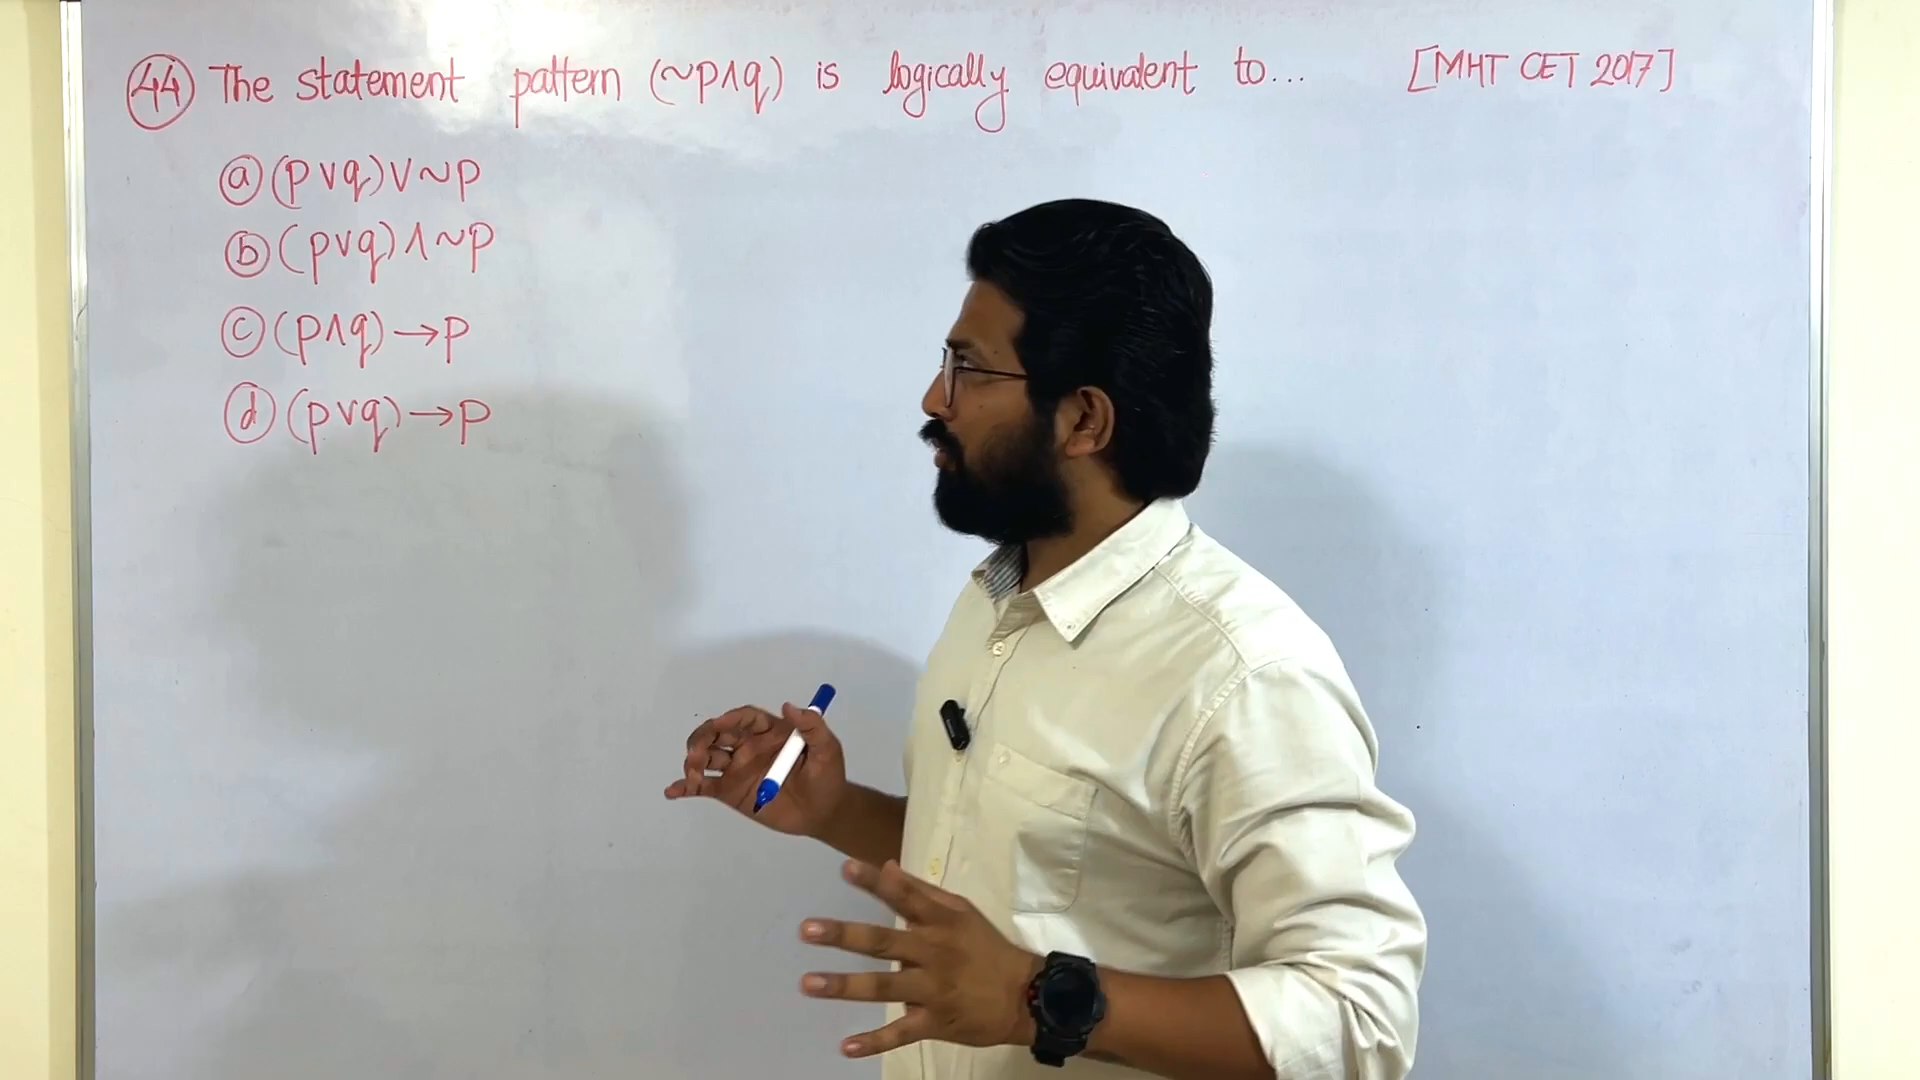 44 The statement pattern (~p∧q) is logically equivalent to... [MHT CET 2017]
a (p∨q)∨~p
b (p∨q)∧~p
c (p∧q)→p
d (p∨q)→p